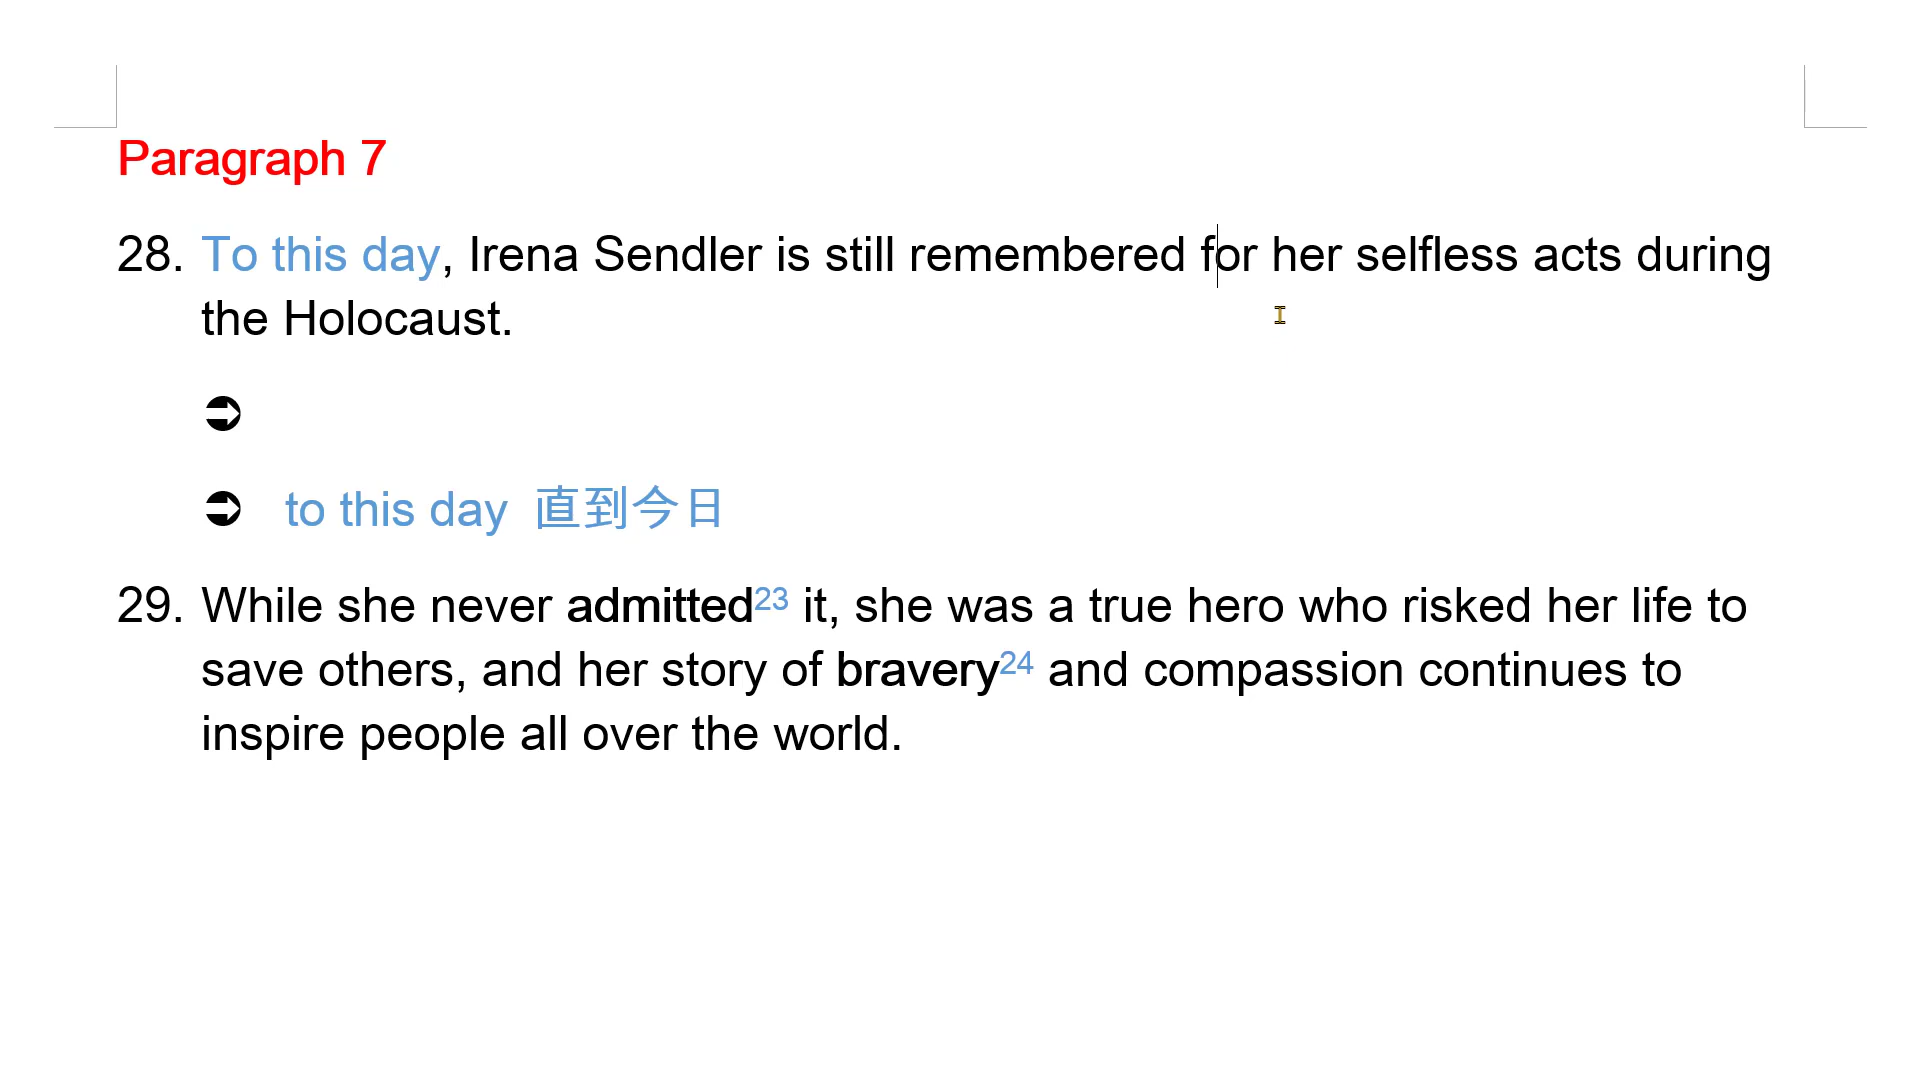 Paragraph 7
28. To this day, Irena Sendler is still remembered for her selfless acts during
the Holocaust.
➲
➲ to this day 直到今日
29. While she never admitted23 it, she was a true hero who risked her life to
save others, and her story of bravery24 and compassion continues to
inspire people all over the world.